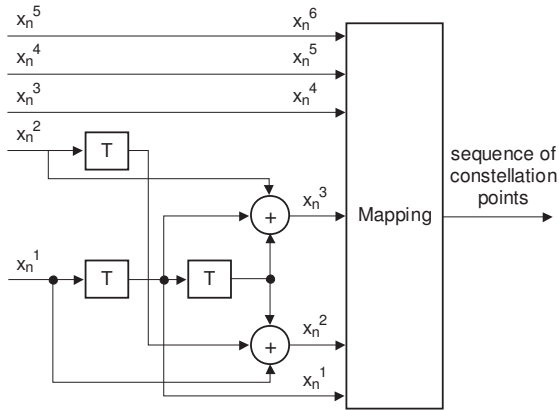 x_n^5 x_n^6
x_n^4 x_n^5
x_n^3 x_n^4
x_n^2
T
sequence of
constellation
points
x_n^3
+
Mapping
x_n^1
T
T
x_n^2
+
x_n^1